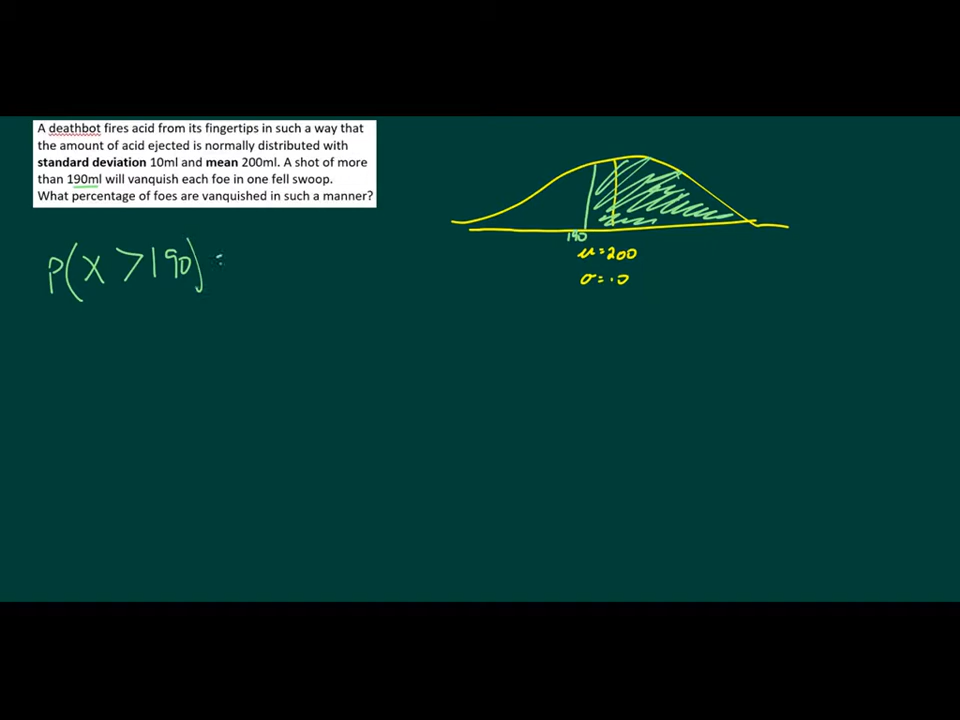 A deathbot fires acid from its fingertips in such a way that
the amount of acid ejected is normally distributed with
standard deviation 10ml and mean 200ml. A shot of more
than 190ml will vanquish each foe in one fell swoop.
What percentage of foes are vanquished in such a manner?
190
μ=200
σ=.0
P(X >190) =